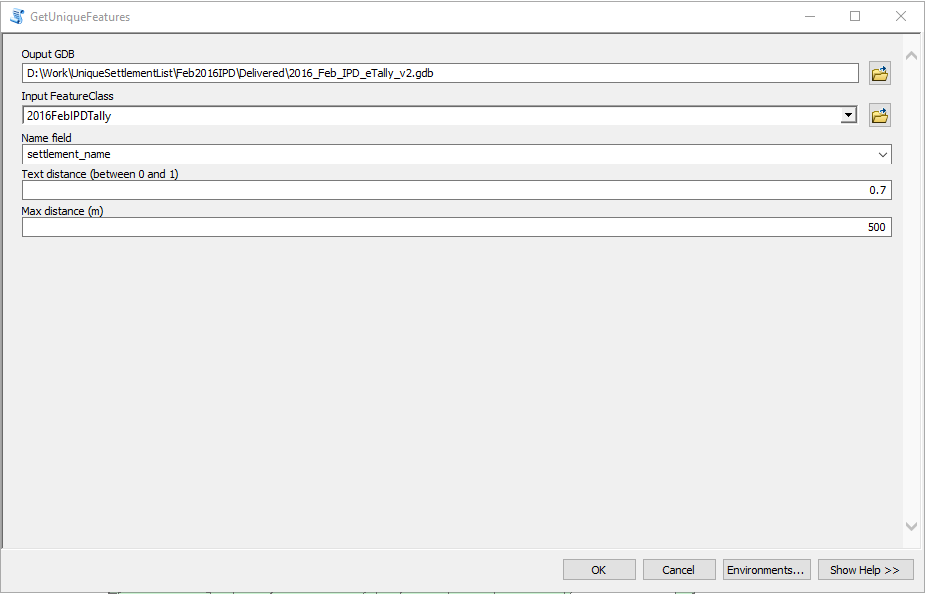 GetUniqueFeatures
Ouput GDB
D:\Work\UniqueSettlementList\Feb2016IPD\Delivered\2016_Feb_IPD_eTally_v2.gdb
Input FeatureClass
2016FebIPDTally
Name field
settlement_name
Text distance (between 0 and 1)
0.7
Max distance (m)
500
OK Cancel Environments... Show Help >>